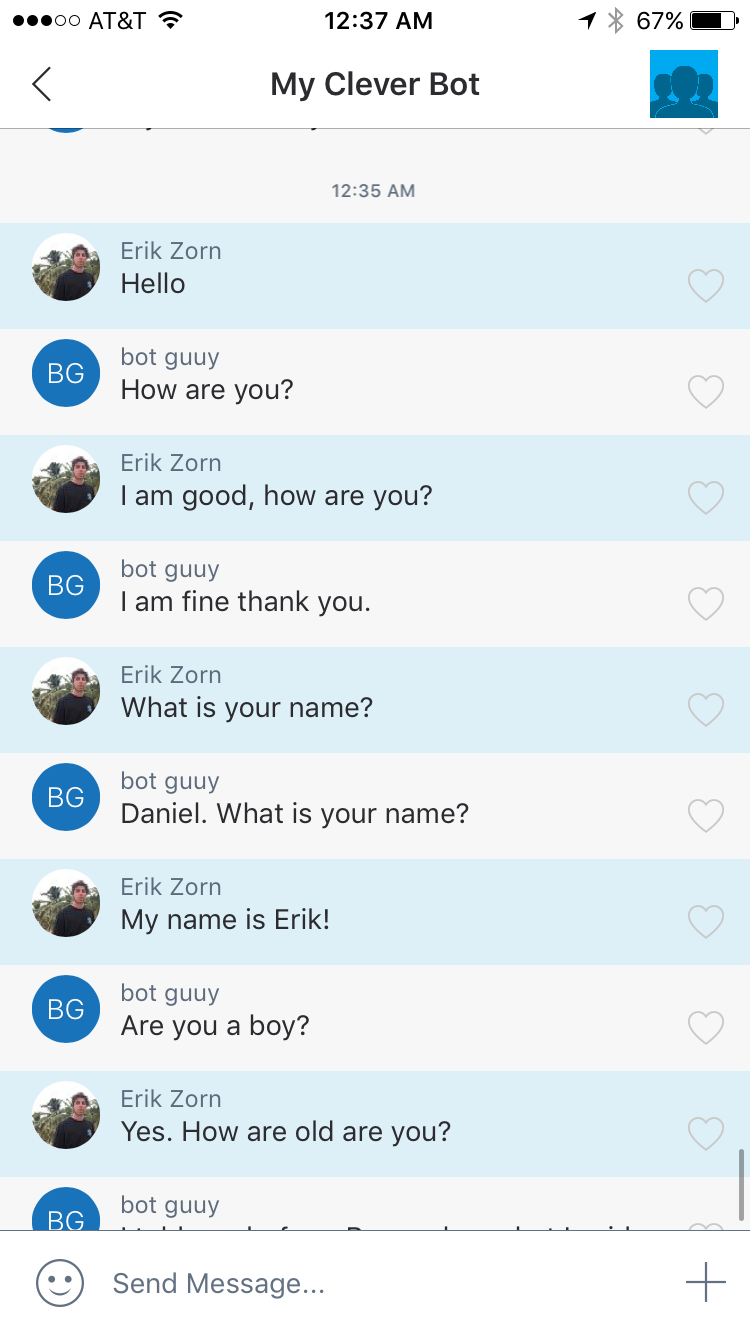 AT&T 12:37 AM 67%
My Clever Bot
12:35 AM
Erik Zorn
Hello
BG
bot guuy
How are you?
Erik Zorn
I am good, how are you?
BG
bot guuy
I am fine thank you.
Erik Zorn
What is your name?
BG
bot guuy
Daniel. What is your name?
Erik Zorn
My name is Erik!
BG
bot guuy
Are you a boy?
Erik Zorn
Yes. How are old are you?
BG
bot guuy
Send Message...